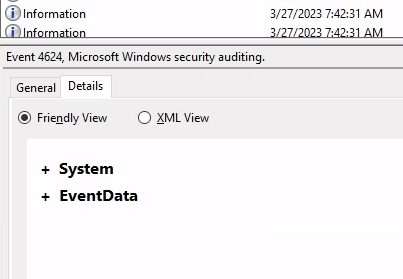 Information 3/27/2023 7:42:31 AM
Information 3/27/2023 7:42:31 AM
Event 4624, Microsoft Windows security auditing.
General Details
Friendly View XML View
+ System
+ EventData